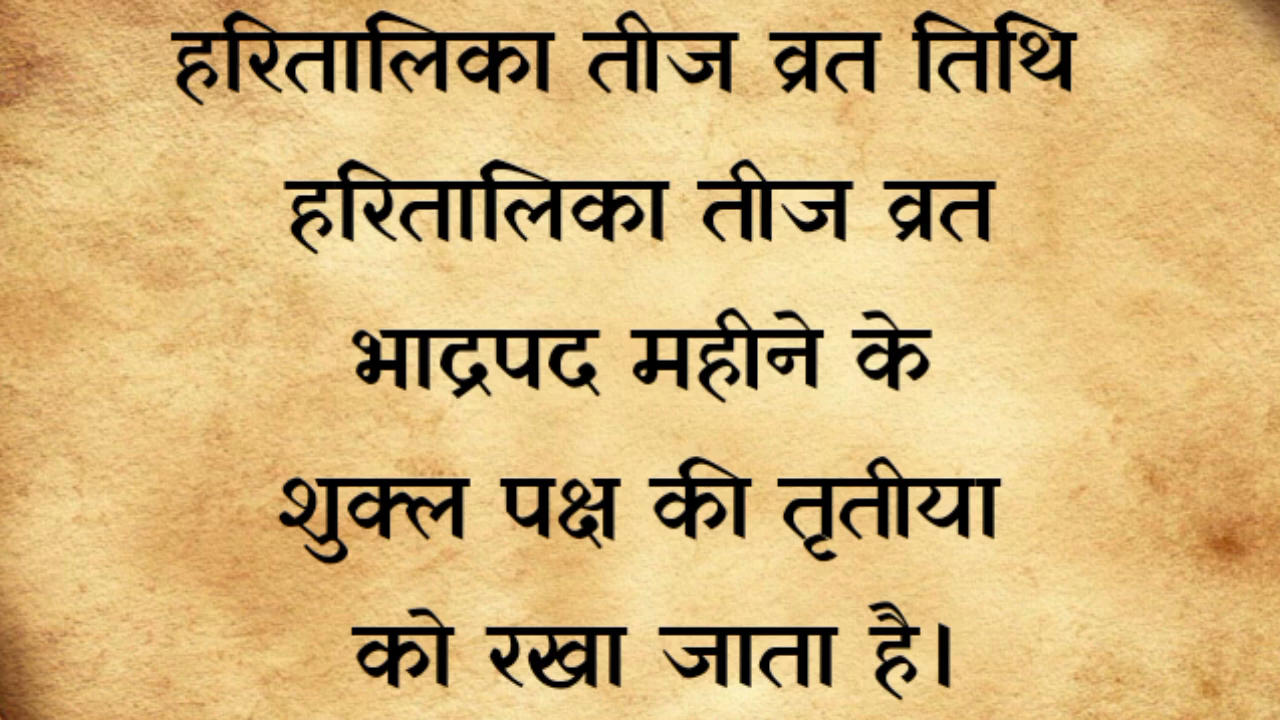 हरितालिका तीज व्रत तिथि
हरितालिका तीज व्रत
भाद्रपद महीने के
शुक्ल पक्ष की तृतीया
को रखा जाता है।